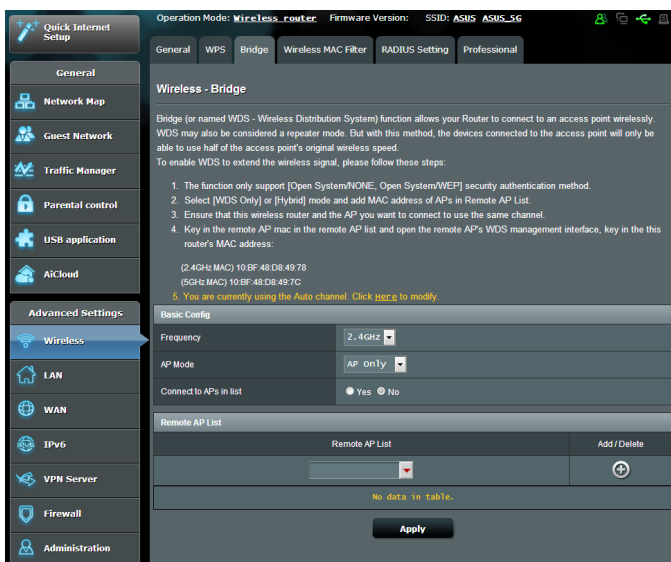 Operation Mode: Wireless router Firmware Version: SSID: ASUS ASUS_5G
Quick Internet
Setup
General WPS Bridge Wireless MAC Filter RADIUS Setting Professional
General
Network Map
Guest Network
Traffic Manager
Parental control
USB application
AiCloud
Advanced Settings
Wireless
LAN
WAN
IPv6
VPN Server
Firewall
Administration
Wireless - Bridge
Bridge (or named WDS - Wireless Distribution System) function allows your Router to connect to an access point wirelessly.
WDS may also be considered a repeater mode. But with this method, the devices connected to the access point will only be
able to use half of the access point's original wireless speed.
To enable WDS to extend the wireless signal, please follow these steps:
1. The function only support [Open System/NONE, Open System/WEP] security authentication method.
2. Select [WDS Only] or [Hybrid] mode and add MAC address of APs in Remote AP List.
3. Ensure that this wireless router and the AP you want to connect to use the same channel.
4. Key in the remote AP mac in the remote AP list and open the remote AP's WDS management interface, key in the this
router's MAC address:
(2.4GHz MAC) 10:BF:48:D8:49:78
(5GHz MAC) 10:BF:48:D8:49:7C
5. You are currently using the Auto channel. Click Here to modify.
Basic Config
Frequency 2.4GHz
AP Mode AP Only
Connect to APs in list Yes No
Remote AP List
Remote AP List Add / Delete
No data in table.
Apply